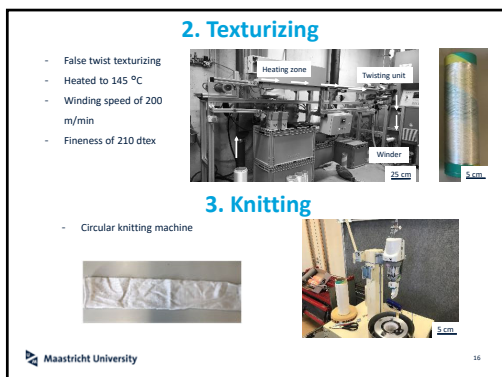 2. Texturizing
- False twist texturizing
- Heated to 145 °C
- Winding speed of 200
m/min
- Fineness of 210 dtex
Heating zone
Twisting unit
Winder
25 cm
5 cm
3. Knitting
- Circular knitting machine
5 cm
Maastricht University
16